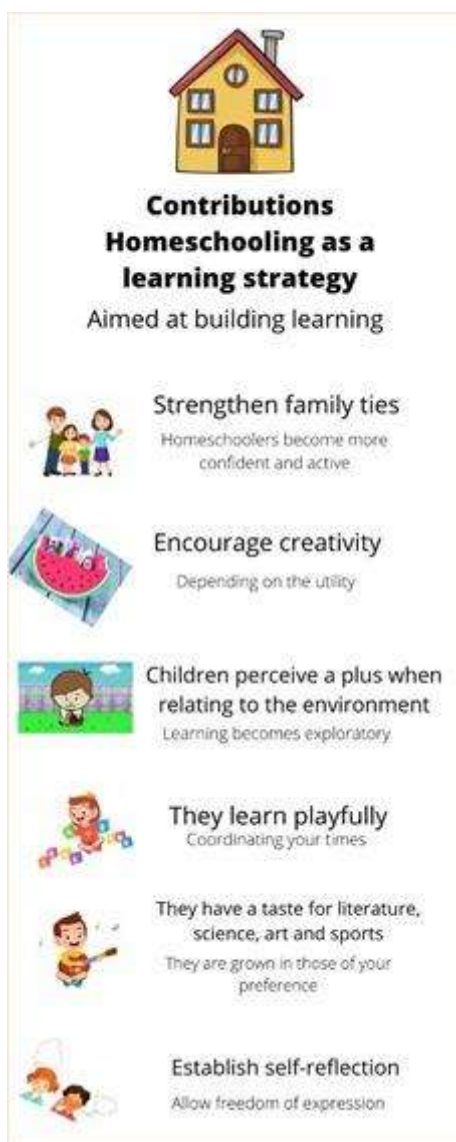 Contributions
Homeschooling as a
learning strategy
Aimed at building learning
Strengthen family ties
Homeschoolers become more
confident and active
Encourage creativity
Depending on the utility
Children perceive a plus when
relating to the environment
Learning becomes exploratory
They learn playfully
Coordinating your times
They have a taste for literature,
science, art and sports
They are grown in those of your
preference
Establish self-reflection
Allow freedom of expression